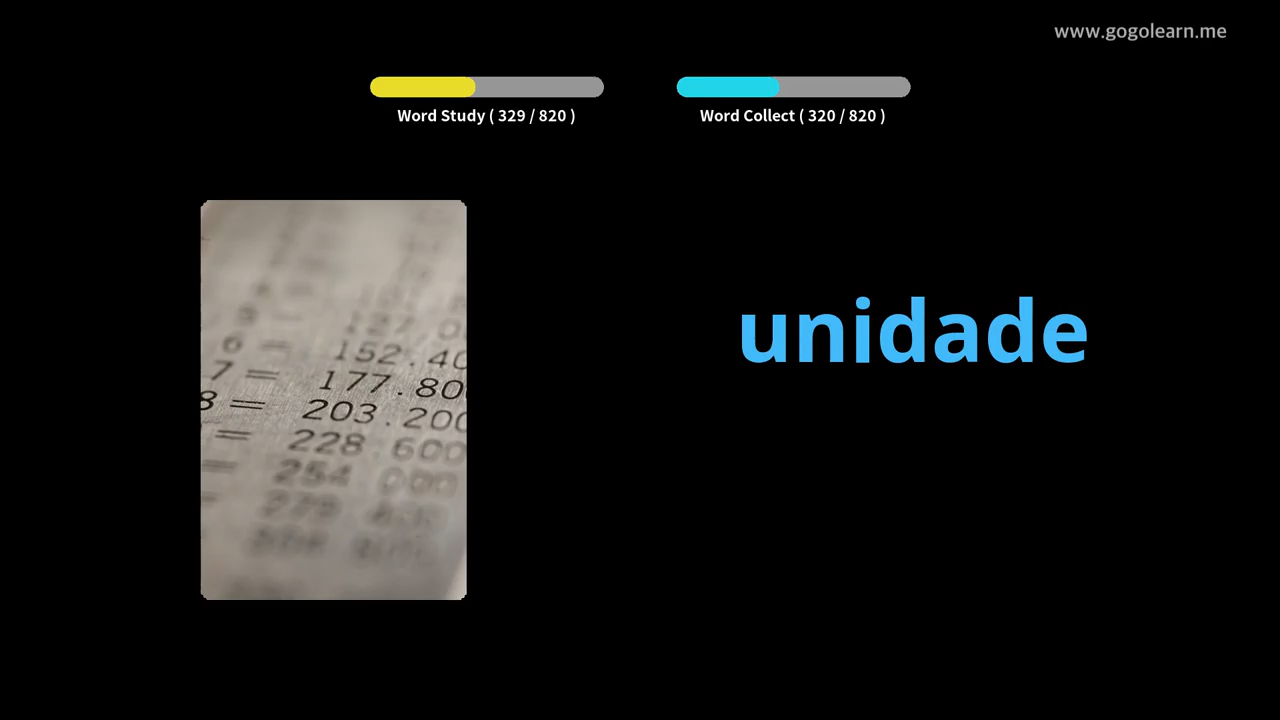 www.gogolearn.me
Word Study ( 329 / 820 )
Word Collect ( 320 / 820 )
unidade
6 = 152.40
7 = 177.80
8 = 203.200
= 228.600
= 254 000